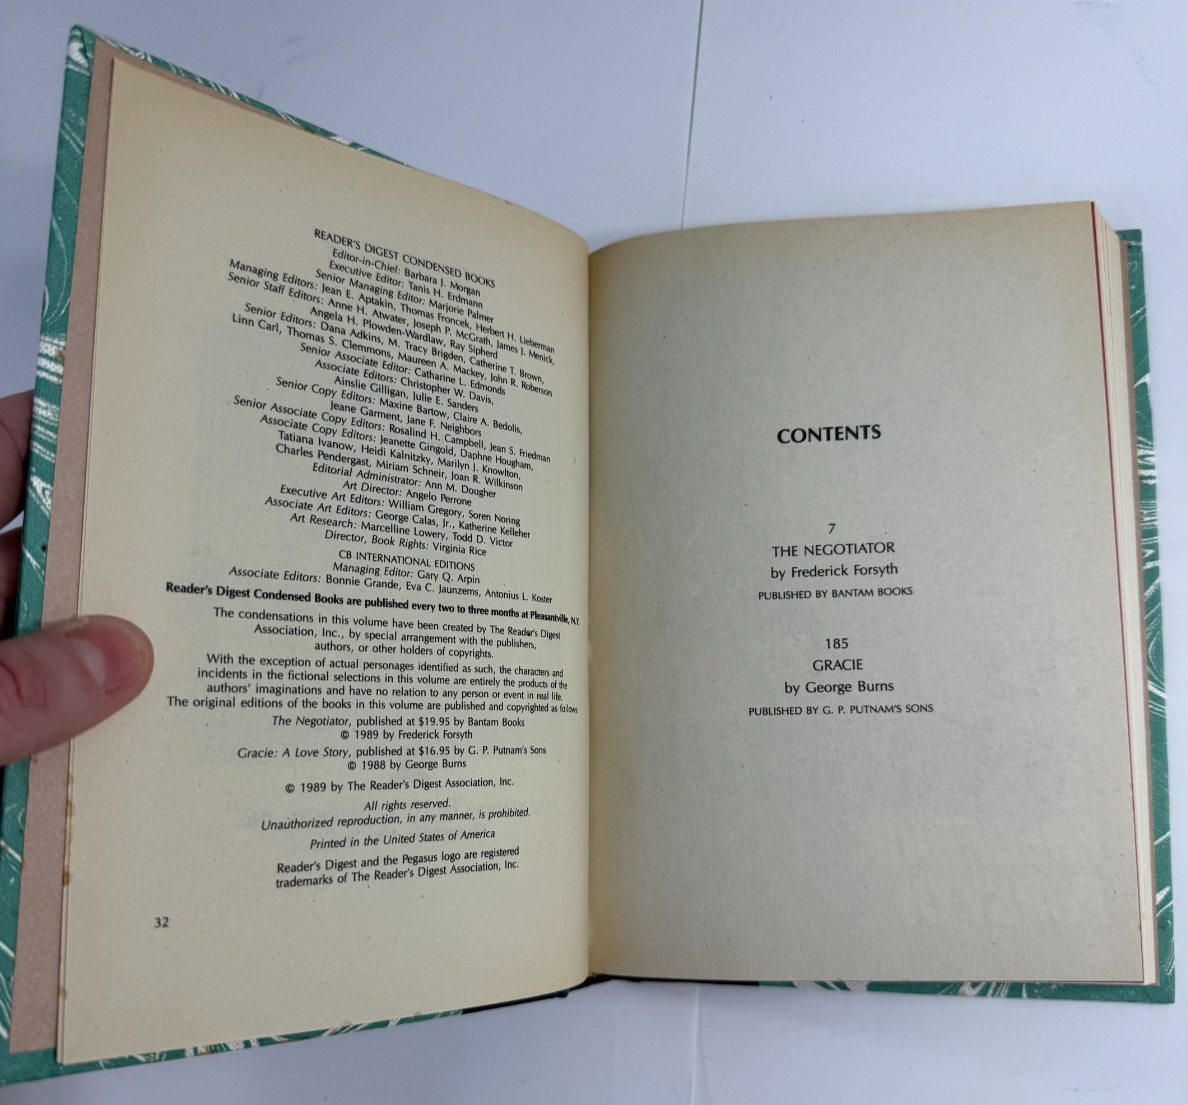 READER'S DIGEST CONDENSED BOOKS
Editor-in-Chief: Barbara J. Morgan
Executive Editor: Tanis H. Erdmann
Senior Managing Editor: Marjorie Palmer
Managing Editors: Jean E. Aptakin, Thomas Froncek, Herbert H. Lieberman
Senior Staff Editors: Anne H. Atwater, Joseph P. McGrath, James J. Menick,
Angela H. Plowden-Wardlaw, Ray Sipherd
Senior Editors: Dana Adkins, M. Tracy Brigden, Catherine T. Brown,
Linn Carl, Thomas S. Clemmons, Maureen A. Mackey, John R. Roberson
Senior Associate Editor: Catharine L. Edmonds
Associate Editors: Christopher W. Davis,
Ainslie Gilligan, Julie E. Sanders
Senior Copy Editors: Maxine Bartow, Claire A. Bedolis,
Jeane Garment, Jane F. Neighbors
Senior Associate Copy Editors: Rosalind H. Campbell, Jean S. Friedman
Associate Copy Editors: Jeanette Gingold, Daphne Hougham,
Tatiana Ivanow, Heidi Kalnitzky, Marilyn J. Knowlton,
Charles Pendergast, Miriam Schneir, Joan R. Wilkinson
Editorial Administrator: Ann M. Dougher
Art Director: Angelo Perrone
Executive Art Editors: William Gregory, Soren Noring
Associate Art Editors: George Calas, Jr., Katherine Kelleher
Art Research: Marcelline Lowery, Todd D. Victor
Director, Book Rights: Virginia Rice
CB INTERNATIONAL EDITIONS
Managing Editor: Gary Q. Arpin
Associate Editors: Bonnie Grande, Eva C. Jaunzems, Antonius L. Koster
Reader's Digest Condensed Books are published every two to three months at Pleasantville, N.Y.
The condensations in this volume have been created by The Reader's Digest
Association, Inc., by special arrangement with the publishers,
authors, or other holders of copyrights.
With the exception of actual personages identified as such, the characters and
incidents in the fictional selections in this volume are entirely the products of the
authors' imaginations and have no relation to any person or event in real life.
The original editions of the books in this volume are published and copyrighted as follows
The Negotiator, published at $19.95 by Bantam Books
© 1989 by Frederick Forsyth
Gracie: A Love Story, published at $16.95 by G. P. Putnam's Sons
© 1988 by George Burns
© 1989 by The Reader's Digest Association, Inc.
All rights reserved.
Unauthorized reproduction, in any manner, is prohibited.
Printed in the United States of America
Reader's Digest and the Pegasus logo are registered
trademarks of The Reader's Digest Association, Inc.
32
CONTENTS
7
THE NEGOTIATOR
by Frederick Forsyth
PUBLISHED BY BANTAM BOOKS
185
GRACIE
by George Burns
PUBLISHED BY G. P. PUTNAM'S SONS